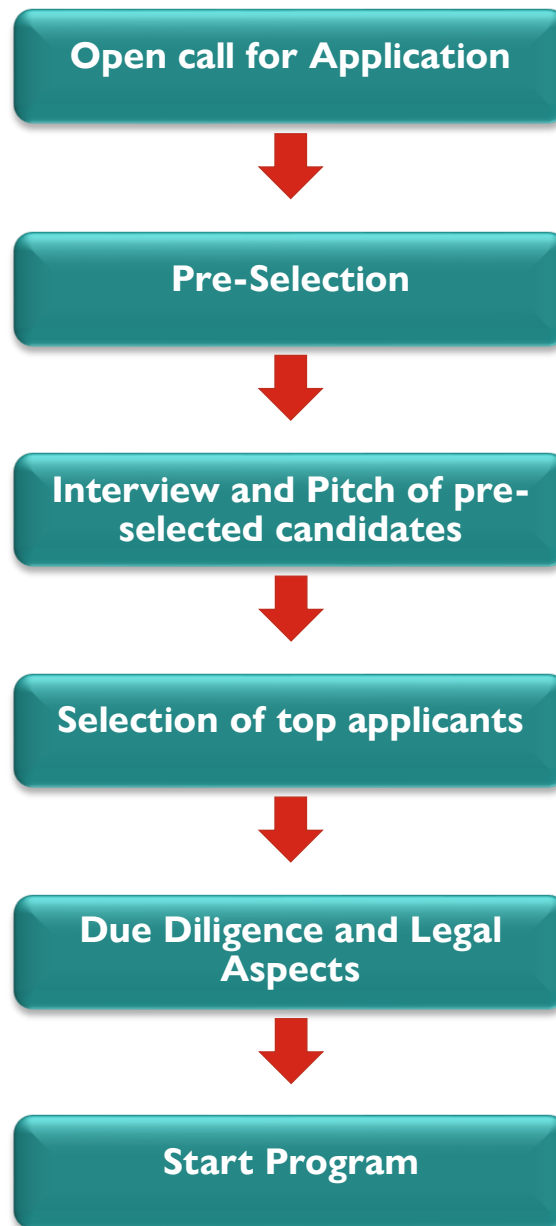 Open call for Application
Pre-Selection
Interview and Pitch of pre-
selected candidates
Selection of top applicants
Due Diligence and Legal
Aspects
Start Program